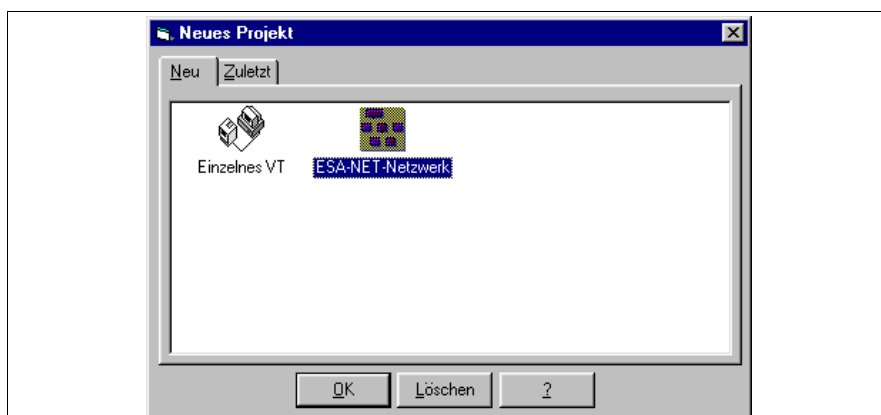 Neues Projekt
Neu Zuletzt
Einzelnes VT ESA-NET-Netzwerk
OK Löschen ?